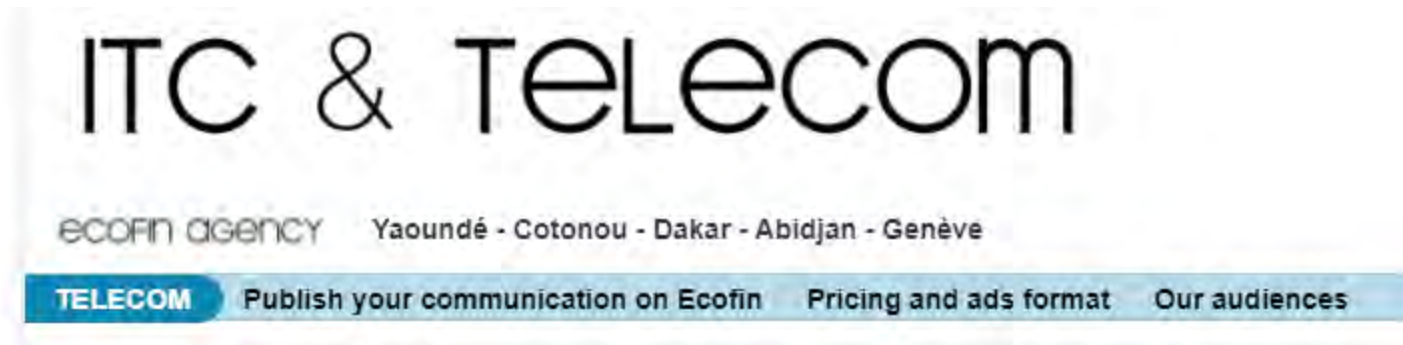 ITC & TELECOM
ecofin agency Yaoundé - Cotonou - Dakar - Abidjan - Genève
TELECOM Publish your communication on Ecofin Pricing and ads format Our audiences